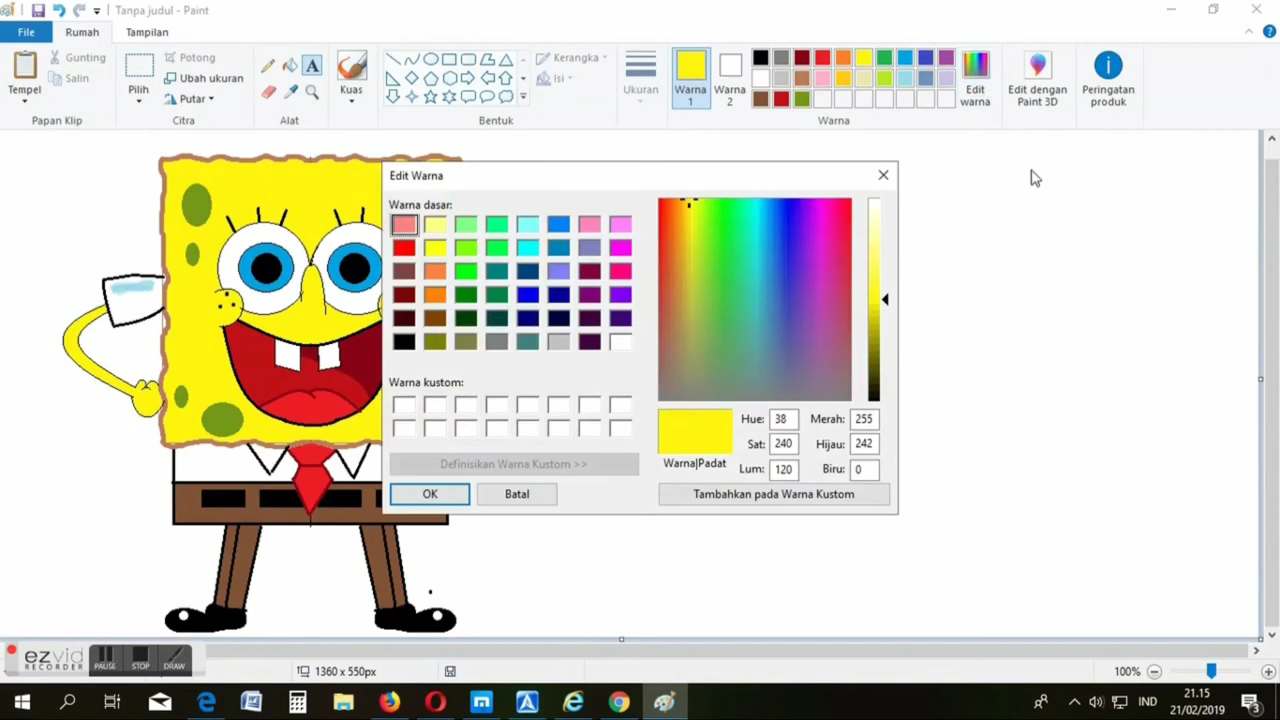 Tanpa judul - Paint
File
Rumah
Tampilan
Tempel
Gunting
Salin
Papan Klip
Pilih
Potong
Ubah ukuran
Putar
Citra
A
Alat
Kuas
Bentuk
Kerangka
Isi
Ukuran
Warna
1
Warna
2
Warna
Edit
warna
Edit dengan
Paint 3D
Peringatan
produk
Edit Warna
Warna dasar:
Warna kustom:
Definisikan Warna Kustom >>
OK
Batal
Warna|Padat
Hue: 38
Sat: 240
Lum: 120
Merah: 255
Hijau: 242
Biru: 0
Tambahkan pada Warna Kustom
ezvid
RECORDER
PAUSE
STOP
DRAW
1360 x 550px
100%
IND
21.15
21/02/2019
3